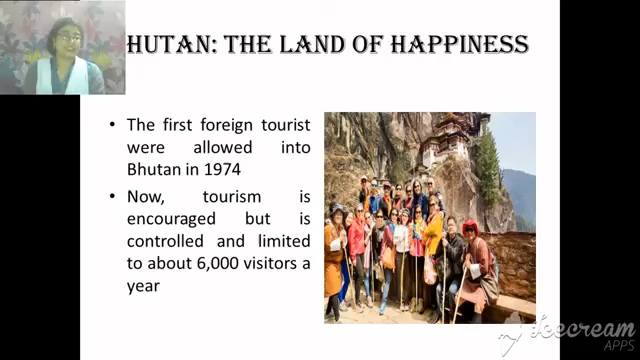 HUTAN: THE LAND OF HAPPINESS
• The first foreign tourist
were allowed into
Bhutan in 1974
• Now, tourism is
encouraged but is
controlled and limited
to about 6,000 visitors a
year
Icecream
APPS